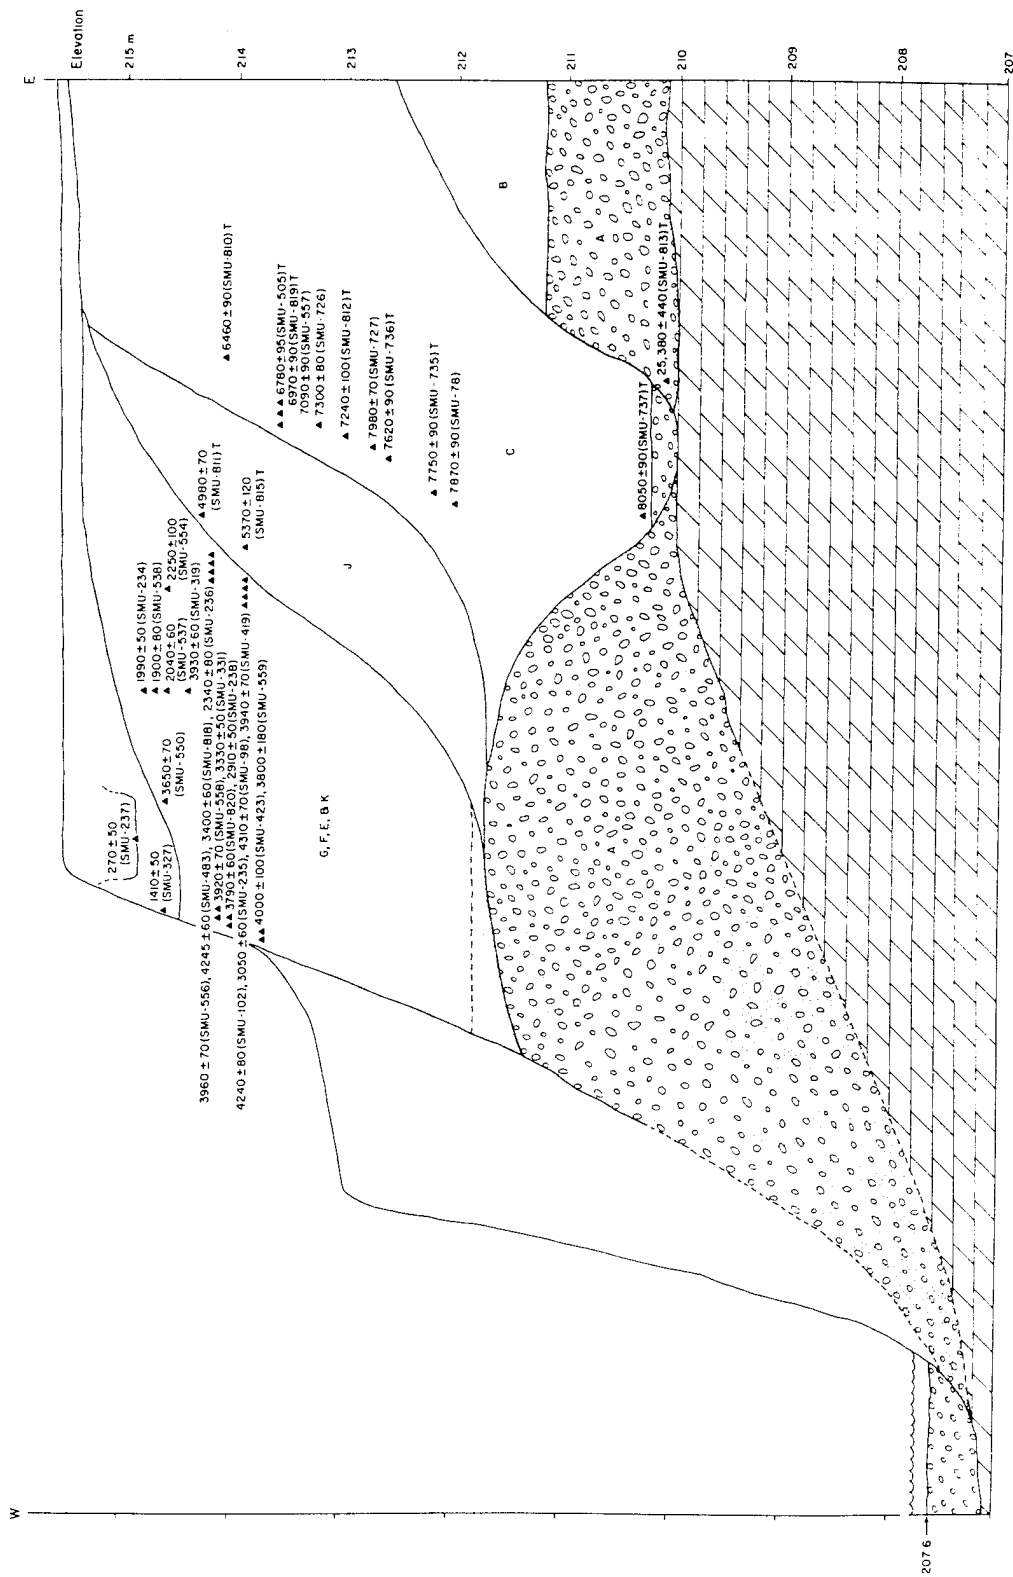 W
E
Elevation
215 m
214
213
212
211
210
209
208
207
207 6
270 ± 50
(SMU-237)
1410 ± 50
(SMU-327)
3650 ± 70
(SMU-550)
1990 ± 50 (SMU-234)
1900 ± 80 (SMU-538)
2040 ± 60
(SMU-537)
2250 ± 100
(SMU-554)
3930 ± 60 (SMU-319)
3960 ± 70 (SMU-556), 4245 ± 60 (SMU-483), 3400 ± 60 (SMU-818), 2340 ± 80 (SMU-236)
3920 ± 70 (SMU-558), 3330 ± 50 (SMU-331)
3790 ± 60 (SMU-820), 2910 ± 50 (SMU-238)
4240 ± 80 (SMU-102), 3050 ± 60 (SMU-235), 4310 ± 70 (SMU-98), 3940 ± 70 (SMU-419)
4000 ± 100 (SMU-423), 3800 ± 180 (SMU-559)
4980 ± 70
(SMU-811) T
5370 ± 120
(SMU-815) T
6460 ± 90 (SMU-810) T
6780 ± 95 (SMU-505) T
6970 ± 90 (SMU-819) T
7090 ± 90 (SMU-557)
7300 ± 80 (SMU-726)
7240 ± 100 (SMU-812) T
7980 ± 70 (SMU-727)
7620 ± 90 (SMU-736) T
7750 ± 90 (SMU-735) T
7870 ± 90 (SMU-78)
8050 ± 90 (SMU-737) T
25,380 ± 440 (SMU-813) T
G, F, E, & K
J
C
B
A
A